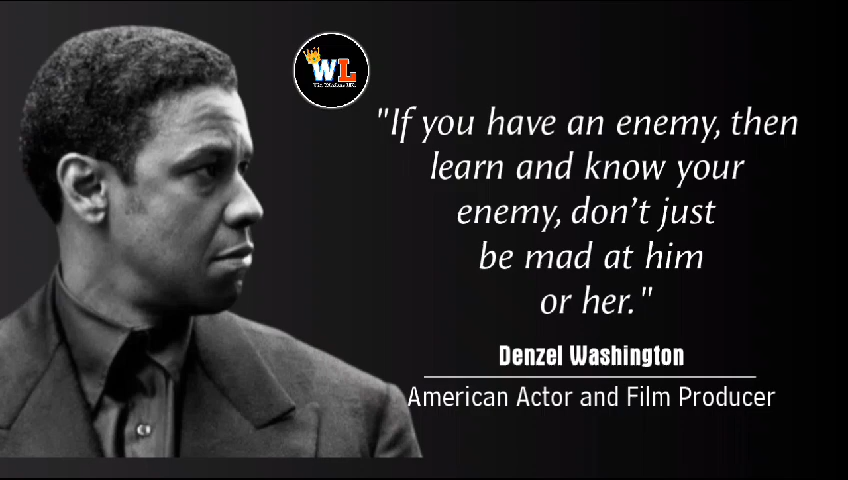 WL
"If you have an enemy, then
learn and know your
enemy, don't just
be mad at him
or her."
Denzel Washington
American Actor and Film Producer